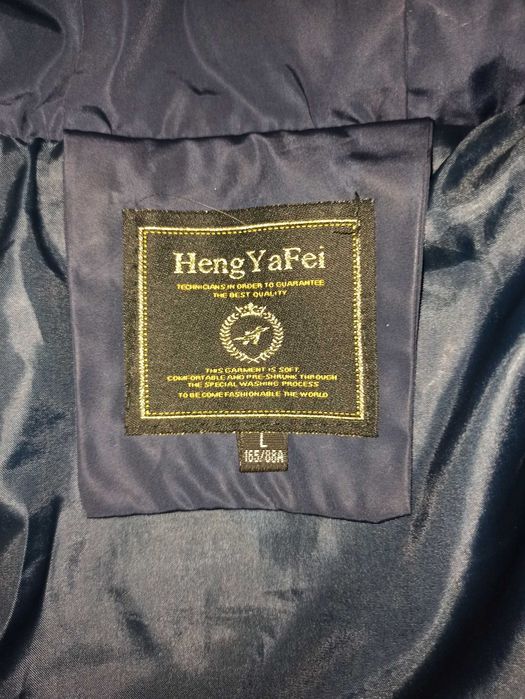 HengYaFei
TECHNICIANS IN ORDER TO GUARANTEE
THE BEST QUALITY
THIS GARMENT IS SOFT,
COMFORTABLE AND PRE-SHRUNK THROUGH
THE SPECIAL WASHING PROCESS
TO BE COME FASHIONABLE THE WORLD
L
165/88A